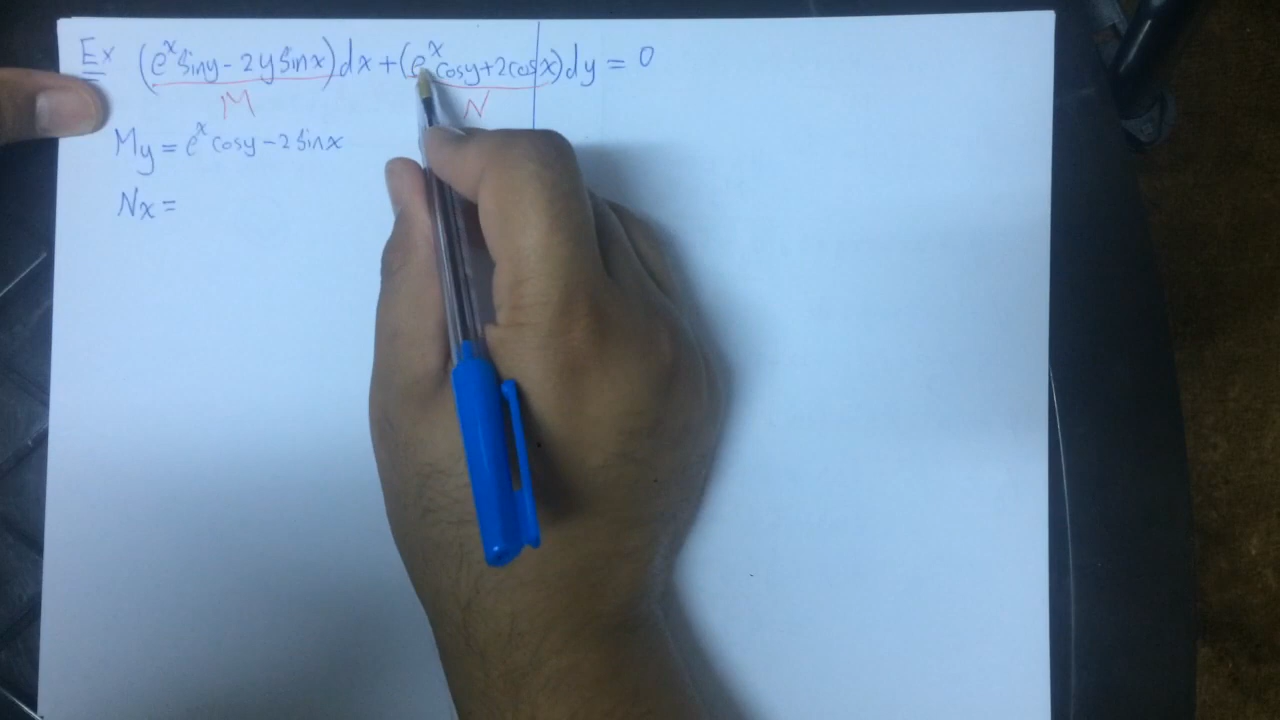 Ex (e^x siny - 2y sinx)dx + (e^x cosy + 2cosx)dy = 0
M N
My = e^x cosy - 2 sinx
Nx =